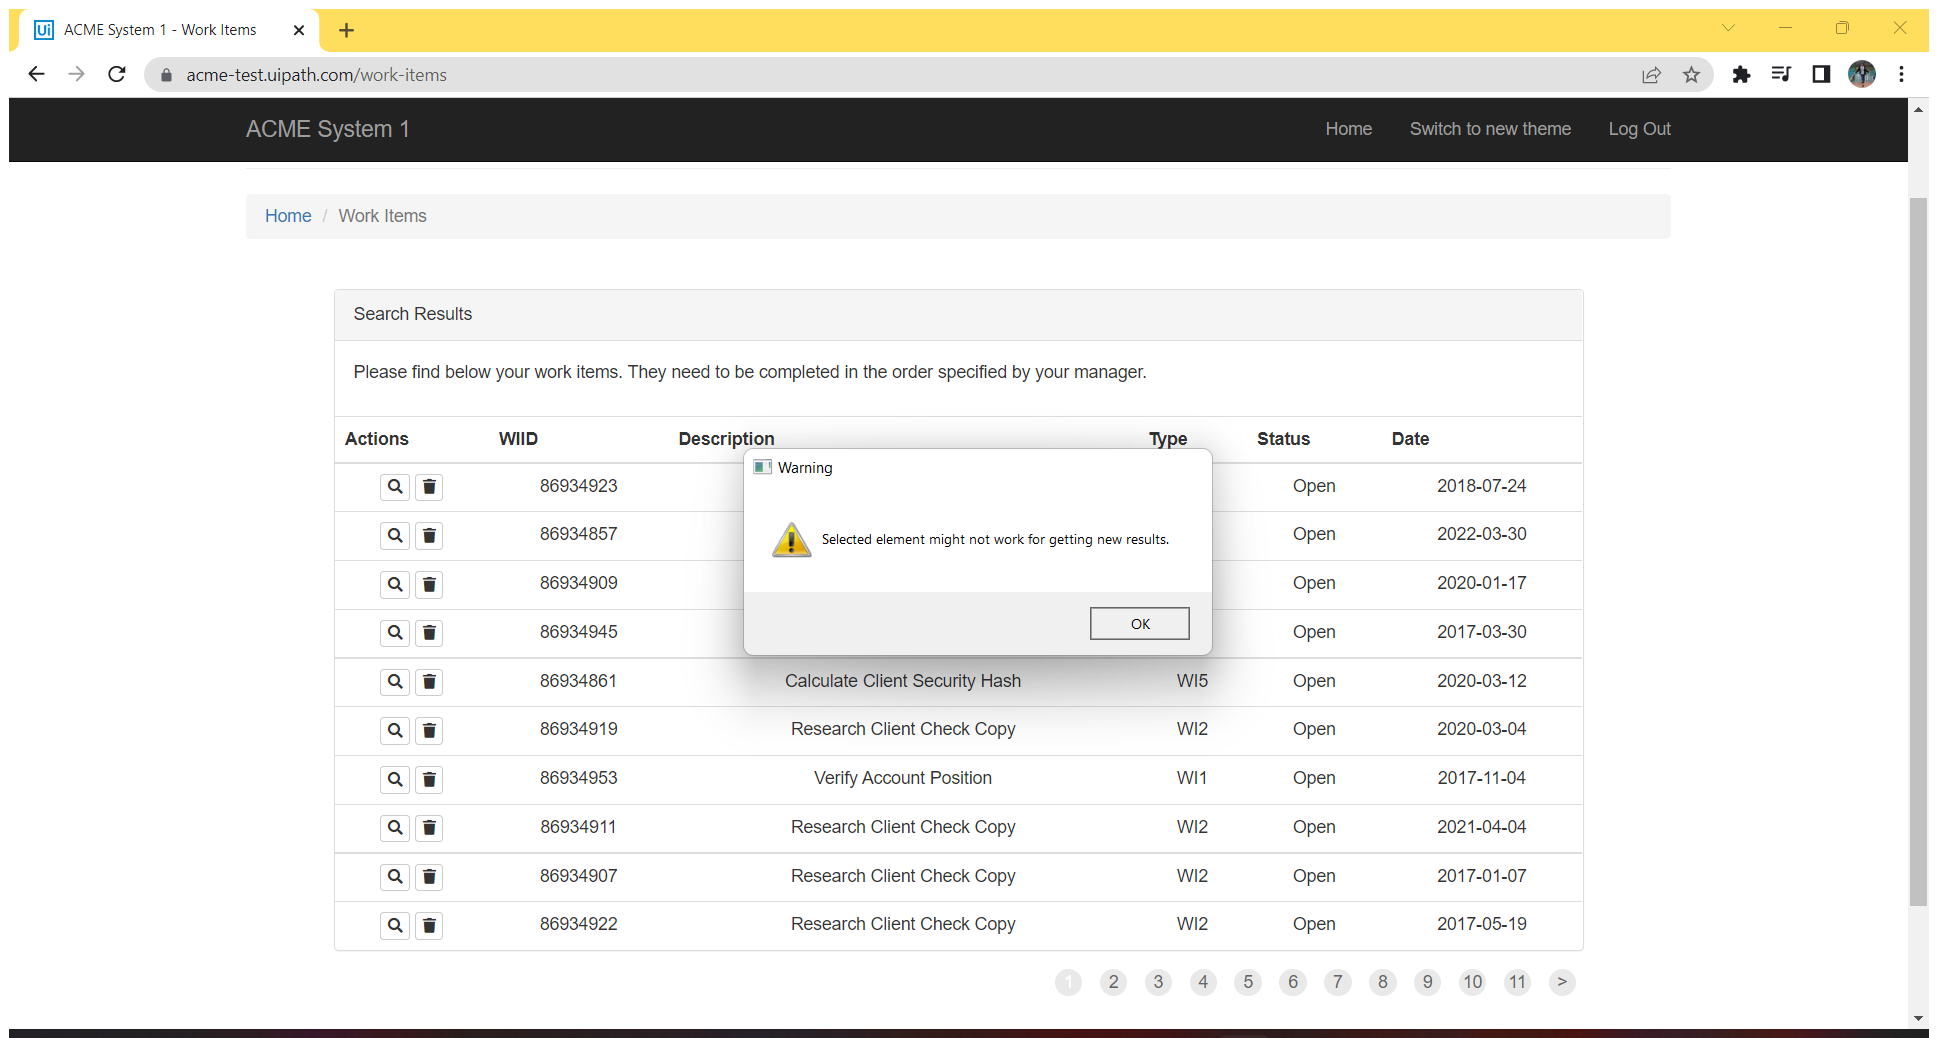 Ui ACME System 1 - Work Items
acme-test.uipath.com/work-items
ACME System 1 Home Switch to new theme Log Out
Home / Work Items
Search Results
Please find below your work items. They need to be completed in the order specified by your manager.
Actions WIID Description Type Status Date
86934923 Open 2018-07-24
86934857 Open 2022-03-30
86934909 Open 2020-01-17
86934945 Open 2017-03-30
Warning
Selected element might not work for getting new results.
OK
86934861 Calculate Client Security Hash WI5 Open 2020-03-12
86934919 Research Client Check Copy WI2 Open 2020-03-04
86934953 Verify Account Position WI1 Open 2017-11-04
86934911 Research Client Check Copy WI2 Open 2021-04-04
86934907 Research Client Check Copy WI2 Open 2017-01-07
86934922 Research Client Check Copy WI2 Open 2017-05-19
1 2 3 4 5 6 7 8 9 10 11 >